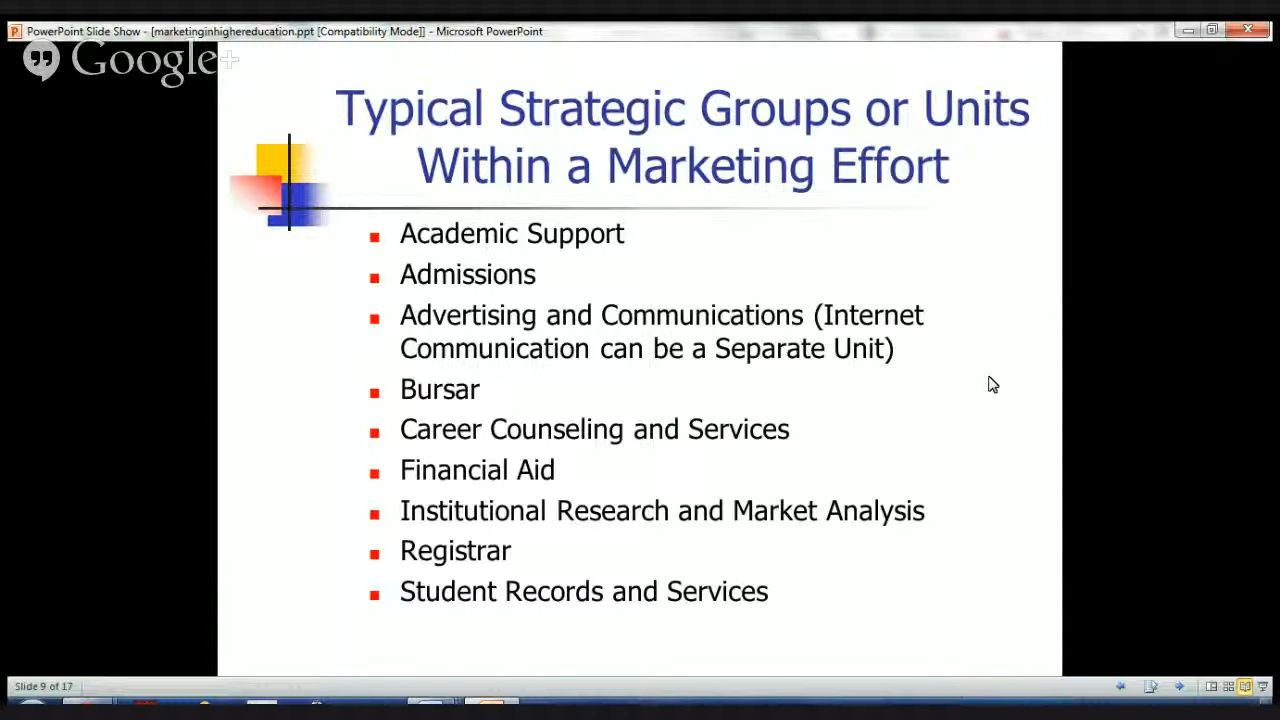 PowerPoint Slide Show - [marketinginhighereducation.ppt [Compatibility Mode]] - Microsoft PowerPoint
Google+
Typical Strategic Groups or Units
Within a Marketing Effort
Academic Support
Admissions
Advertising and Communications (Internet
Communication can be a Separate Unit)
Bursar
Career Counseling and Services
Financial Aid
Institutional Research and Market Analysis
Registrar
Student Records and Services
Slide 9 of 17